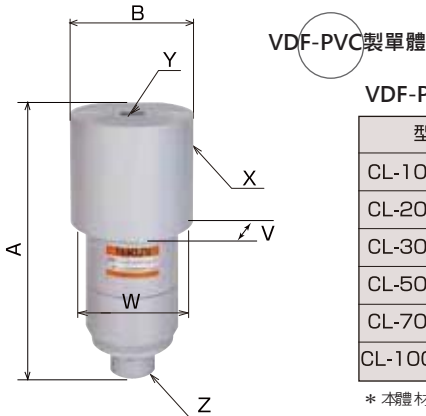 VDF-PVC製單體
B
Y
VDF-P
型
X
A
CL-10
CL-20
V
CL-30
W
CL-50
CL-70
CL-100
Z
* 本體材